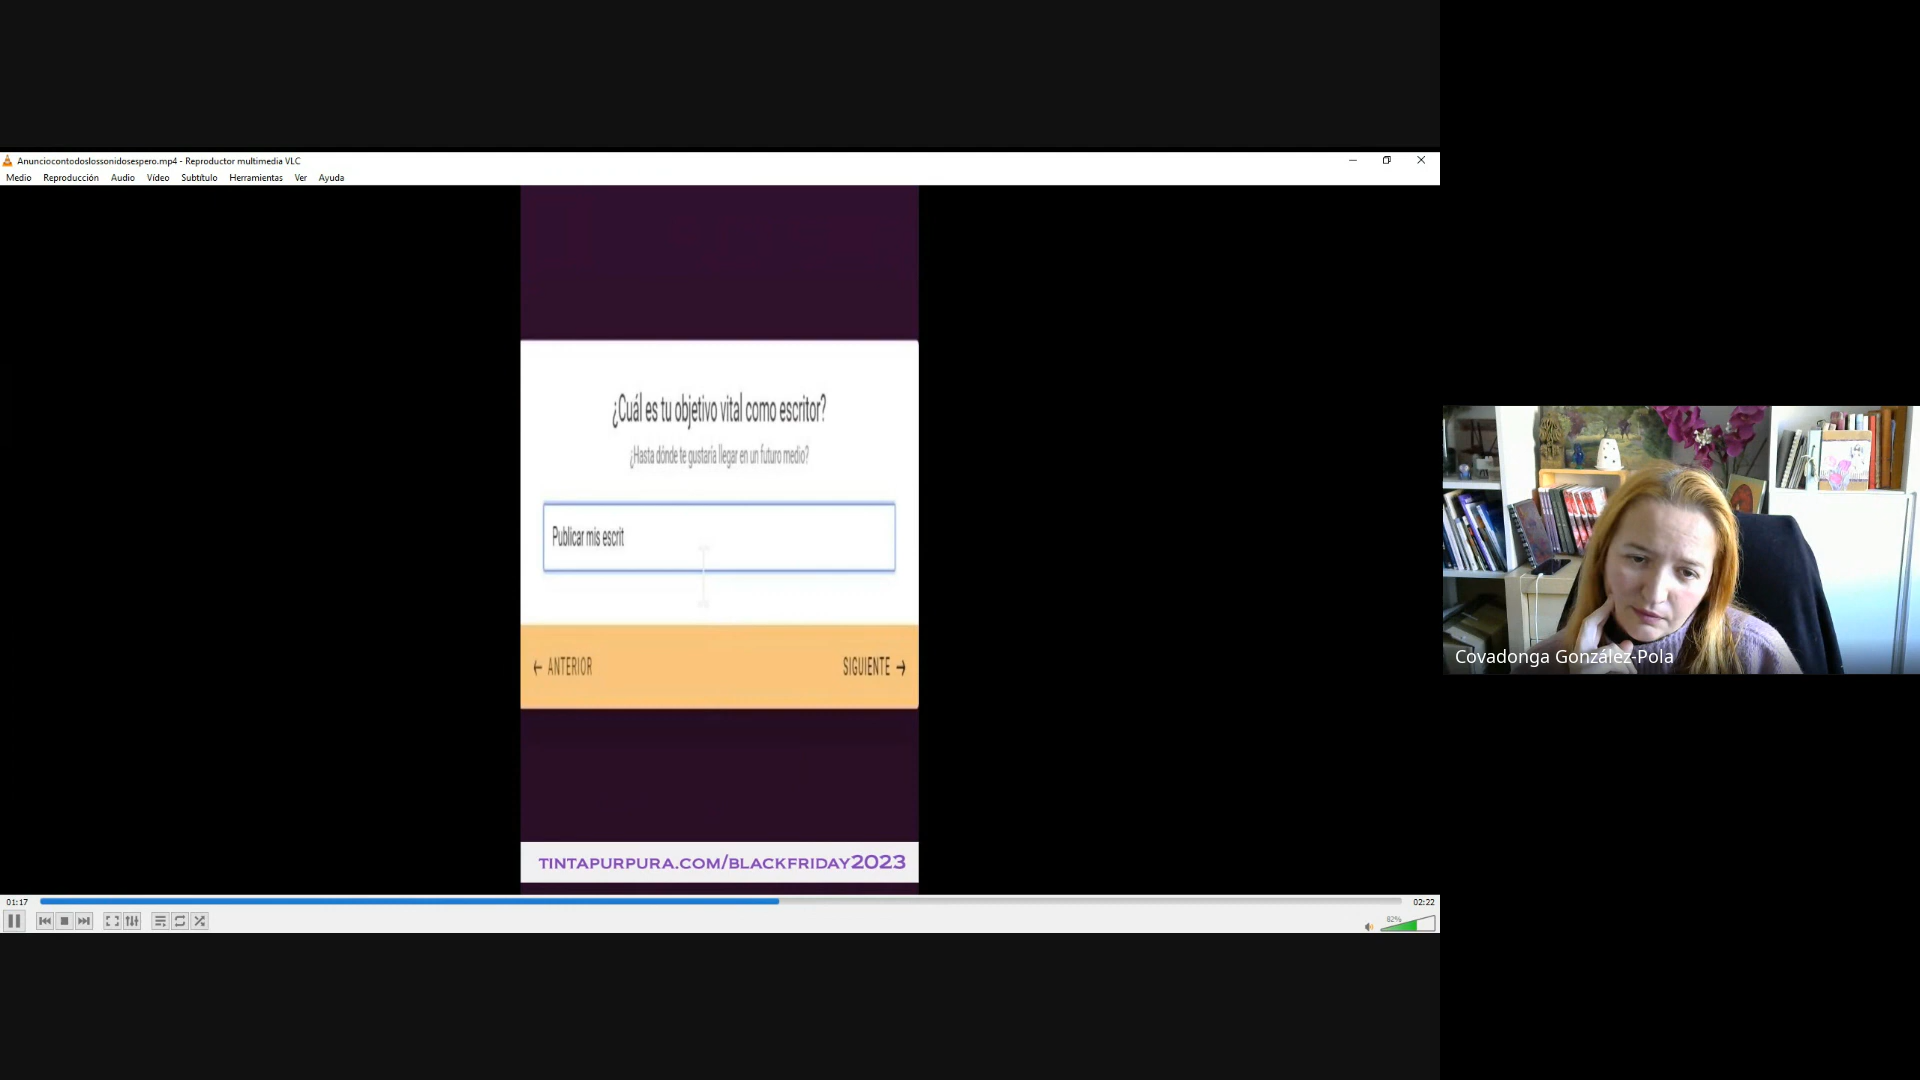 Anunciocontodoslossonidosespero.mp4 - Reproductor multimedia VLC
Medio Reproducción Audio Vídeo Subtítulo Herramientas Ver Ayuda
¿Cuál es tu objetivo vital como escritor?
¿Hasta dónde te gustaría llegar en un futuro medio?
Publicar mis escrit
← ANTERIOR SIGUIENTE →
TINTAPURPURA.COM/BLACKFRIDAY2023
01:17 02:22
82%
Covadonga González-Pola